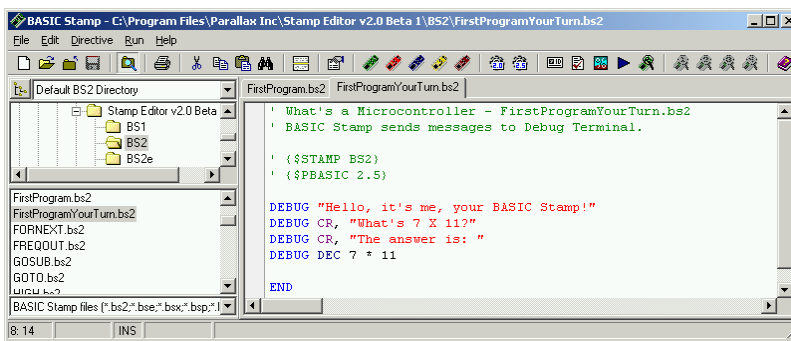 BASIC Stamp - C:\Program Files\Parallax Inc\Stamp Editor v2.0 Beta 1\BS2\FirstProgramYourTurn.bs2
File Edit Directive Run Help
Default BS2 Directory
Stamp Editor v2.0 Beta
BS1
BS2
BS2e
FirstProgram.bs2
FirstProgramYourTurn.bs2
FORNEXT.bs2
FREQOUT.bs2
GOSUB.bs2
GOTO.bs2
HIGH.bs2
BASIC Stamp files (*.bs2;*.bse;*.bsx;*.bsp;*.
FirstProgram.bs2 FirstProgramYourTurn.bs2
' What's a Microcontroller - FirstProgramYourTurn.bs2
' BASIC Stamp sends messages to Debug Terminal.
' {$STAMP BS2}
' {$PBASIC 2.5}
DEBUG "Hello, it's me, your BASIC Stamp!"
DEBUG CR, "What's 7 X 11?"
DEBUG CR, "The answer is: "
DEBUG DEC 7 * 11
END
8: 14 INS